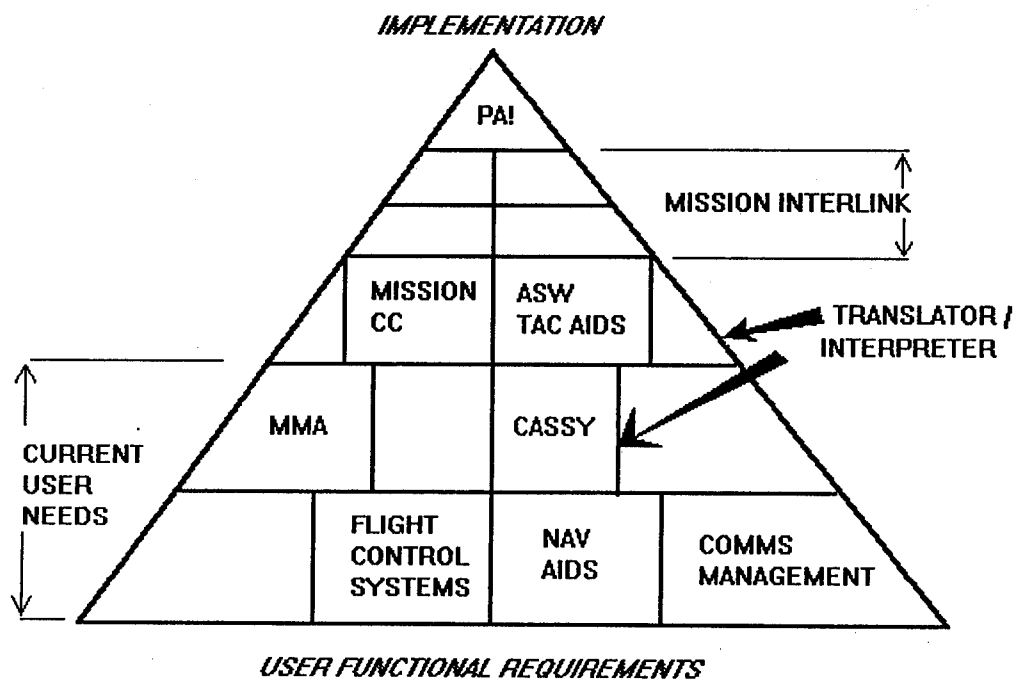 IMPLEMENTATION
PA!
MISSION INTERLINK
MISSION
CC
ASW
TAC AIDS
TRANSLATOR /
INTERPRETER
MMA
CASSY
CURRENT
USER
NEEDS
FLIGHT
CONTROL
SYSTEMS
NAV
AIDS
COMMS
MANAGEMENT
USER FUNCTIONAL REQUIREMENTS